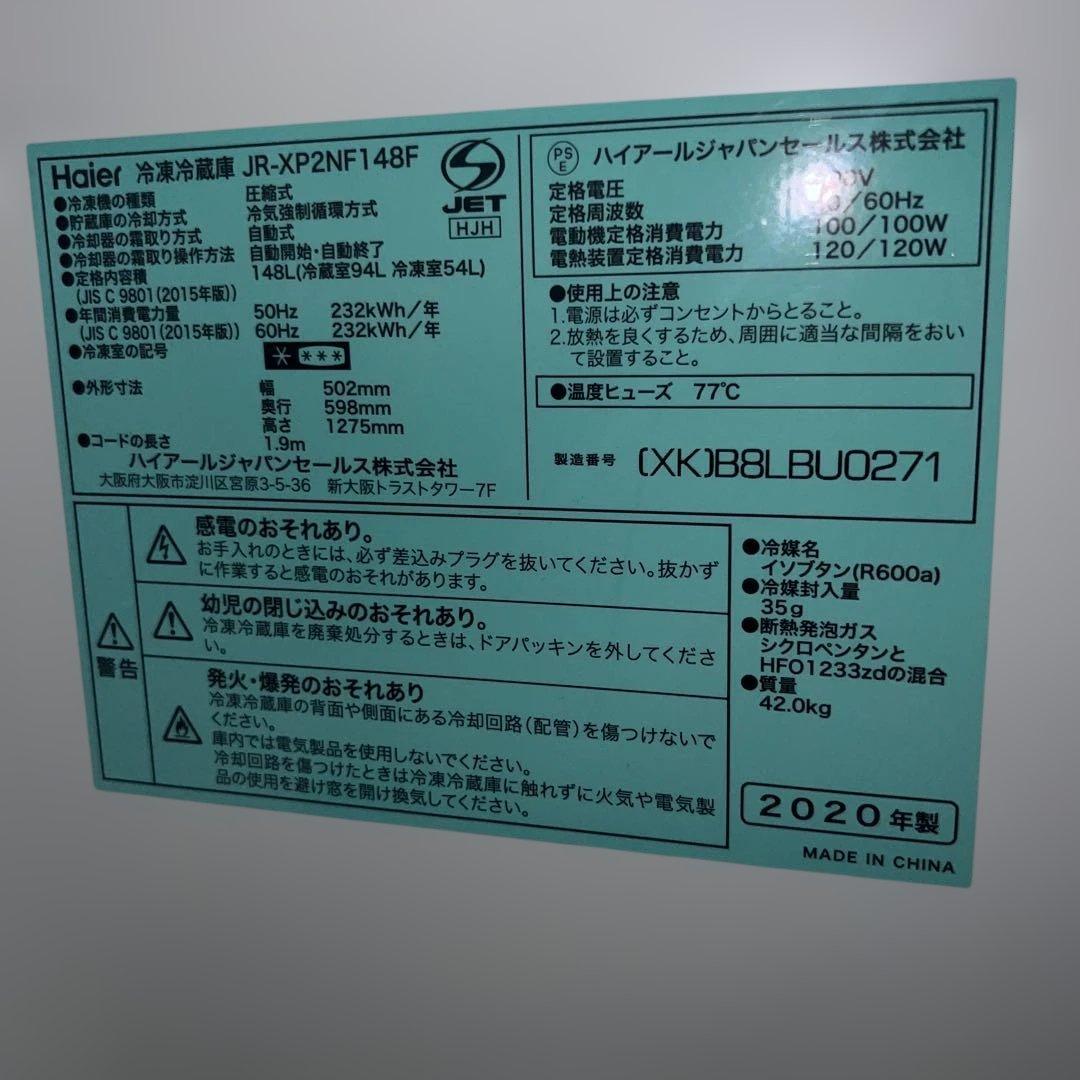 Haier 冷凍冷蔵庫 JR-XP2NF148F
●冷凍機の種類 圧縮式
●貯蔵庫の冷却方式 冷気強制循環方式
●冷却器の霜取り方式 自動式
●冷却器の霜取り操作方法 自動開始・自動終了
●定格内容積 148L(冷蔵室94L 冷凍室54L)
(JIS C 9801(2015年版))
●年間消費電力量 50Hz 232kWh/年
(JIS C 9801(2015年版)) 60Hz 232kWh/年
●冷凍室の記号 * ***
●外形寸法 幅 502mm
奥行 598mm
高さ 1275mm
●コードの長さ 1.9m
ハイアールジャパンセールス株式会社
大阪府大阪市淀川区宮原3-5-36 新大阪トラストタワー7F
JET
HJH
PS
E
ハイアールジャパンセールス株式会社
定格電圧
定格周波数 /60Hz
電動機定格消費電力 100/100W
電熱装置定格消費電力 120/120W
●使用上の注意
1.電源は必ずコンセントからとること。
2.放熱を良くするため、周囲に適当な間隔をおい
て設置すること。
●温度ヒューズ 77℃
製造番号 (XK)B8LBU0271
警告
感電のおそれあり。
お手入れのときには、必ず差込みプラグを抜いてください。抜かず
に作業すると感電のおそれがあります。
幼児の閉じ込めのおそれあり。
冷凍冷蔵庫を廃棄処分するときは、ドアパッキンを外してくださ
い。
発火・爆発のおそれあり
冷凍冷蔵庫の背面や側面にある冷却回路(配管)を傷つけないで
ください。
庫内では電気製品を使用しないでください。
冷却回路を傷つけたときは冷凍冷蔵庫に触れずに火気や電気製
品の使用を避け窓を開け換気してください。
●冷媒名
イソブタン(R600a)
●冷媒封入量
35g
●断熱発泡ガス
シクロペンタンと
HFO1233zdの混合
●質量
42.0kg
2020年製
MADE IN CHINA